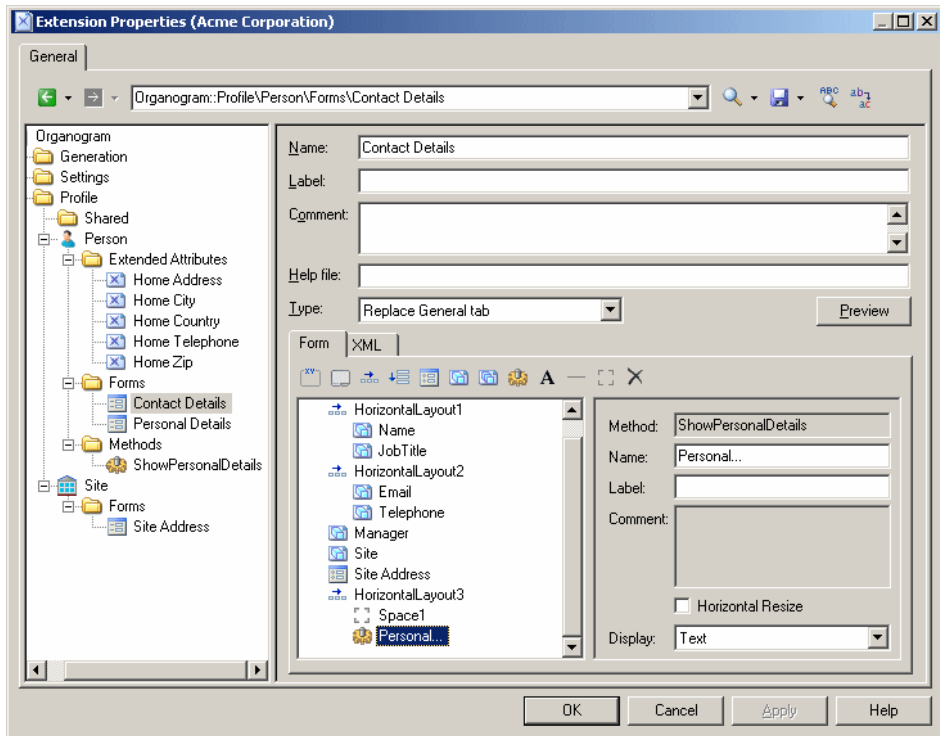 Extension Properties (Acme Corporation)
General
Organogram::Profile\Person\Forms\Contact Details
ABC
ab
ac
Organogram
Generation
Settings
Profile
Shared
Person
Extended Attributes
Home Address
Home City
Home Country
Home Telephone
Home Zip
Forms
Contact Details
Personal Details
Methods
ShowPersonalDetails
Site
Forms
Site Address
Name: Contact Details
Label:
Comment:
Help file:
Type: Replace General tab
Preview
Form XML
XY A
HorizontalLayout1
Name
JobTitle
HorizontalLayout2
Email
Telephone
Manager
Site
Site Address
HorizontalLayout3
Space1
Personal...
Method: ShowPersonalDetails
Name: Personal...
Label:
Comment:
Horizontal Resize
Display: Text
OK Cancel Apply Help